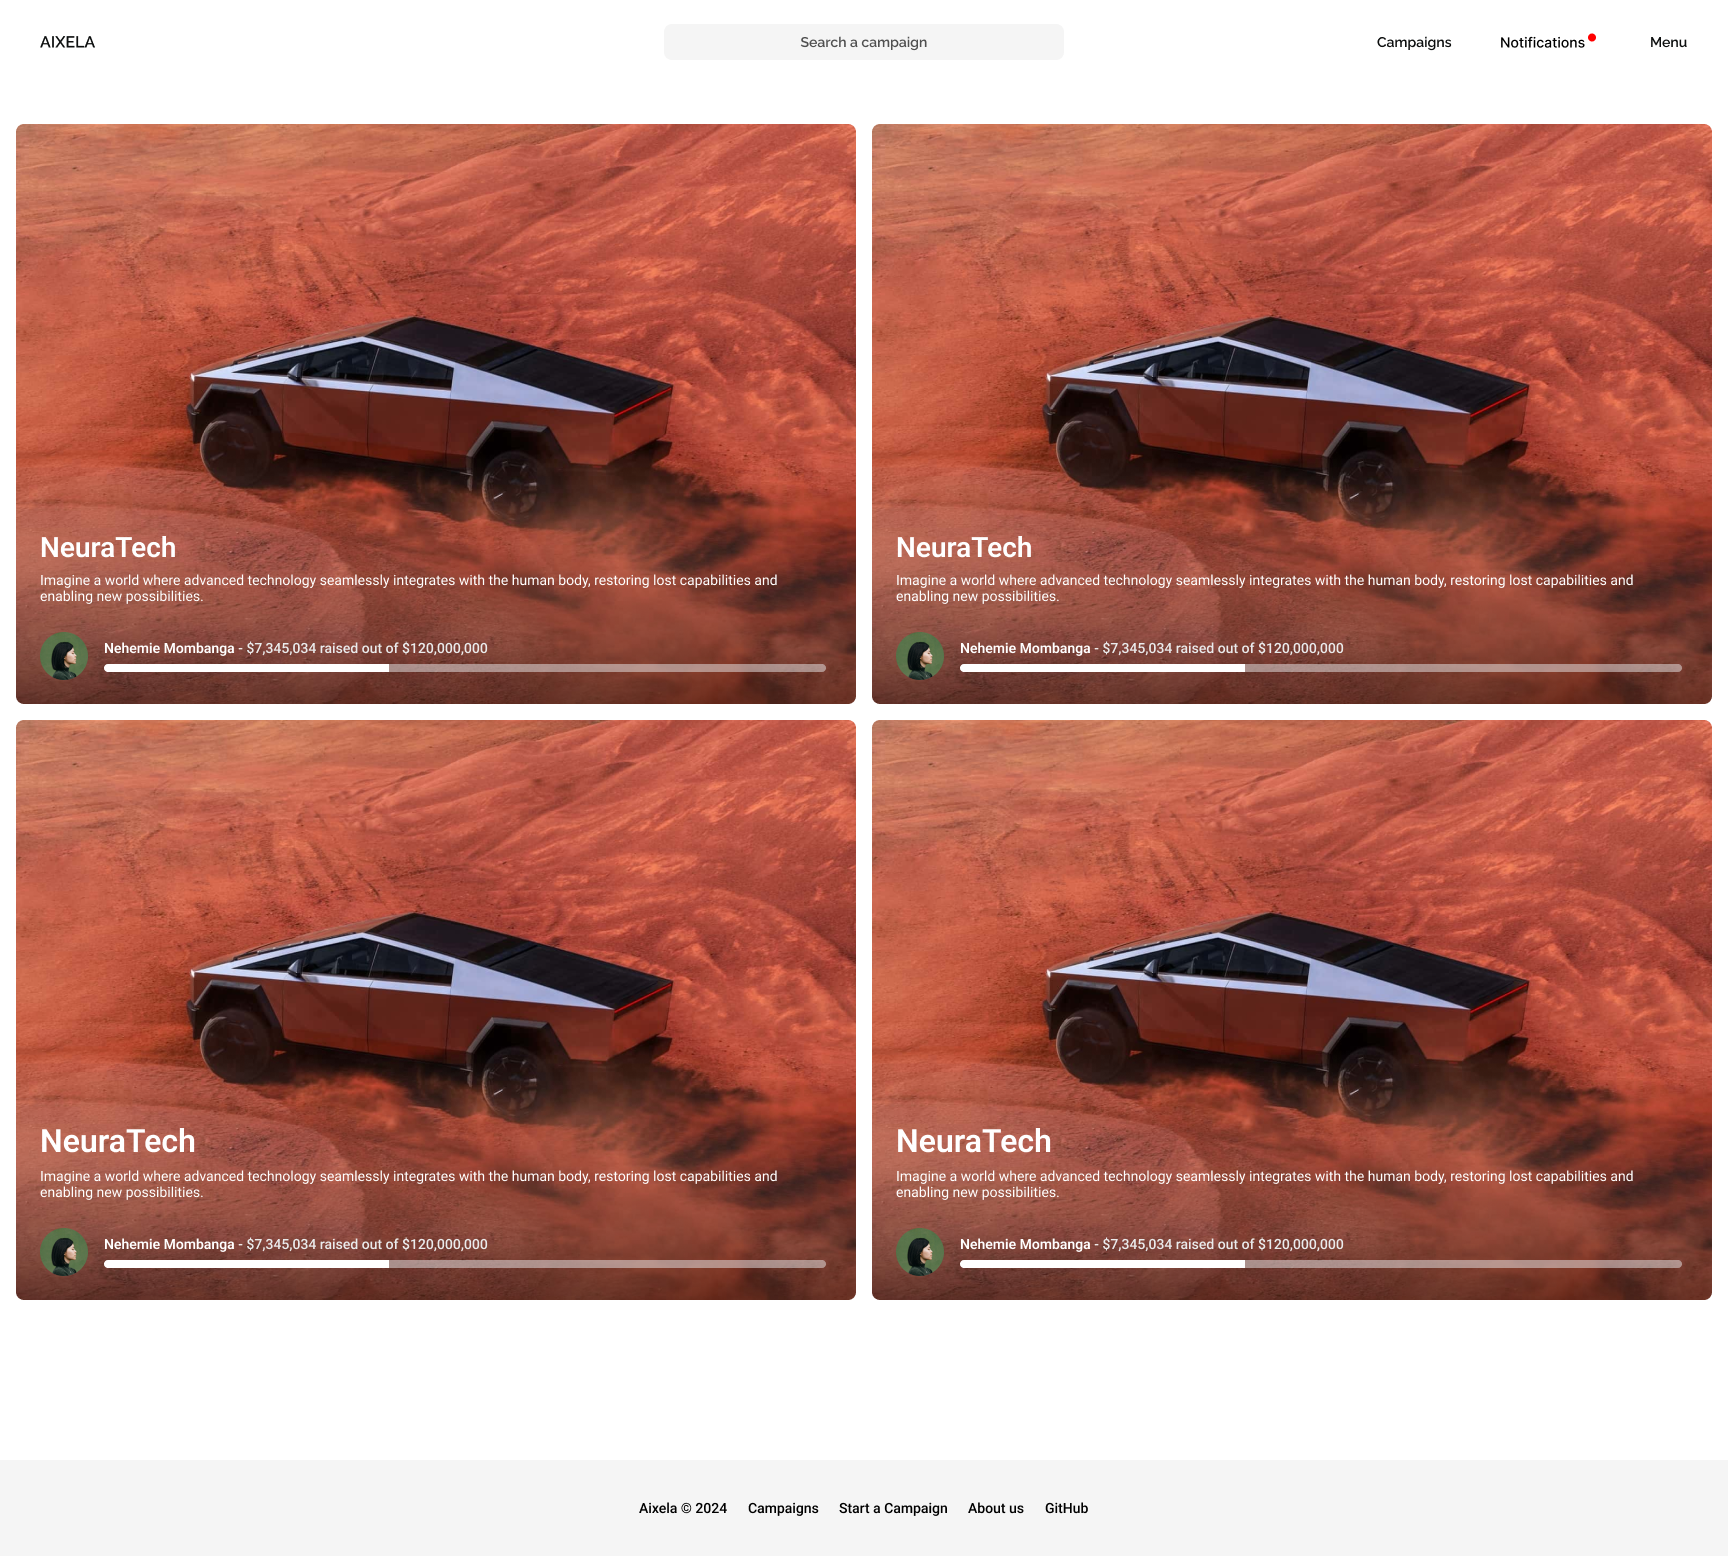 AIXELA
Search a campaign
Campaigns
Notifications
Menu
NeuraTech
Imagine a world where advanced technology seamlessly integrates with the human body, restoring lost capabilities and
enabling new possibilities.
Nehemie Mombanga - $7,345,034 raised out of $120,000,000
NeuraTech
Imagine a world where advanced technology seamlessly integrates with the human body, restoring lost capabilities and
enabling new possibilities.
Nehemie Mombanga - $7,345,034 raised out of $120,000,000
NeuraTech
Imagine a world where advanced technology seamlessly integrates with the human body, restoring lost capabilities and
enabling new possibilities.
Nehemie Mombanga - $7,345,034 raised out of $120,000,000
NeuraTech
Imagine a world where advanced technology seamlessly integrates with the human body, restoring lost capabilities and
enabling new possibilities.
Nehemie Mombanga - $7,345,034 raised out of $120,000,000
Aixela © 2024
Campaigns
Start a Campaign
About us
GitHub